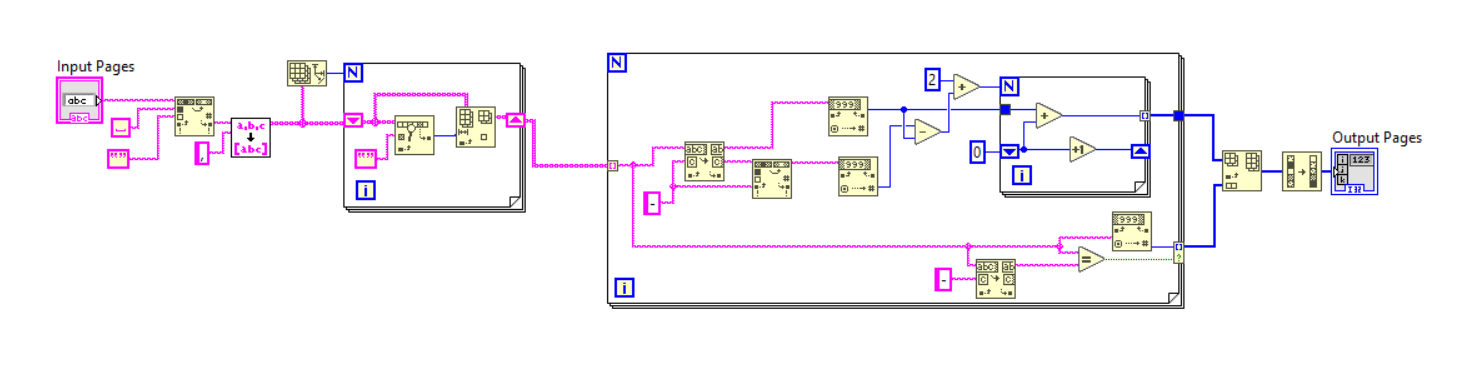 Input Pages
abc
abc
""
,
a,b,c
[abc]
N
""
i
N
-
abc
ab
C
C
999
#
999
#
2
+
-
0
N
+
+1
i
999
#
-
abc
ab
C
C
=
i
Output Pages
i
j
k
123
I32